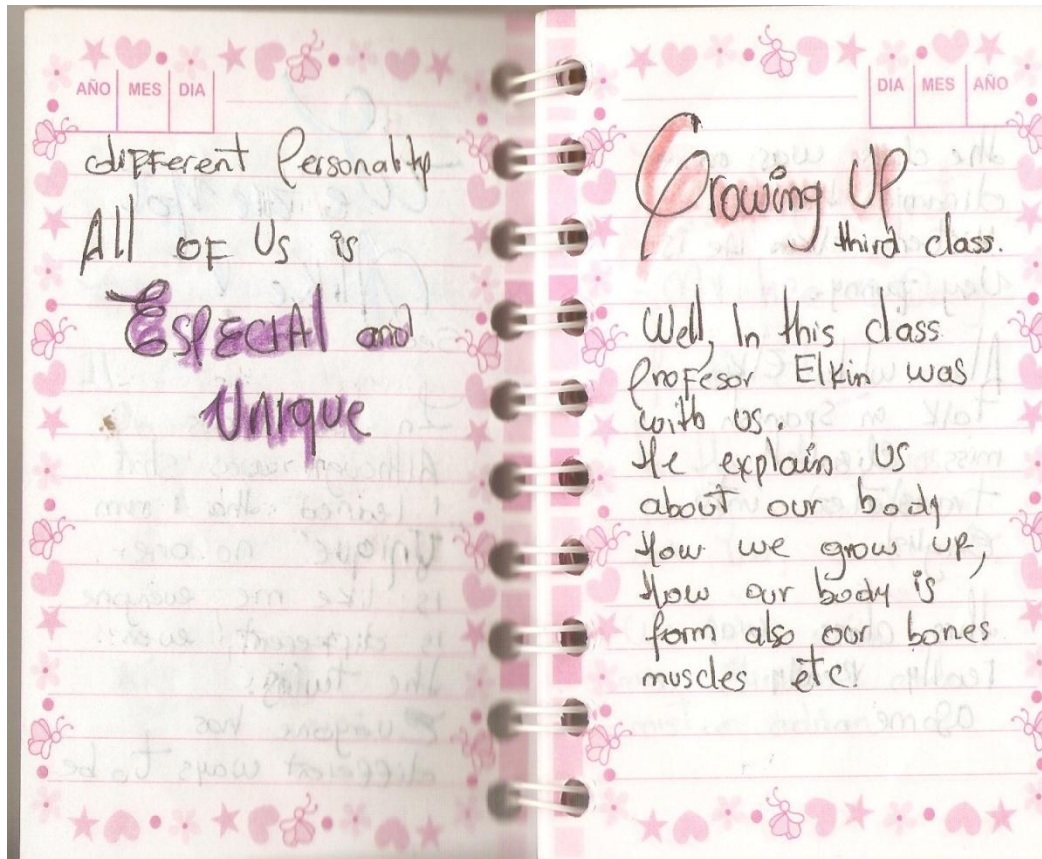 AÑO MES DIA
different Personality
All OF Us is
ESPECIAL and
Unique
DIA MES AÑO
Growing UP
third class.
Well, In this class
profesor Elkin was
with us.
He explain us
about our body
How we grow up,
How our body is
form also our bones
muscles etc!